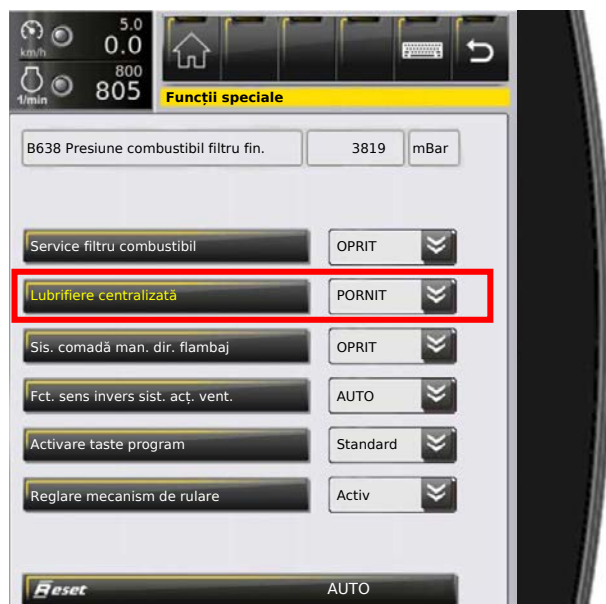 5.0
km/h 0.0
800
1/min 805
Funcții speciale
B638 Presiune combustibil filtru fin. 3819 mBar
Service filtru combustibil OPRIT
Lubrifiere centralizată PORNIT
Sis. comadă man. dir. flambaj OPRIT
Fct. sens invers sist. acț. vent. AUTO
Activare taste program Standard
Reglare mecanism de rulare Activ
Reset AUTO